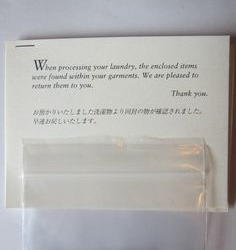 When processing your laundry, the enclosed items
were found within your garments. We are pleased to
return them to you.
Thank you.
お預かりいたしました洗濯物より同封の物が確認されました。
早速お戻しいたします。